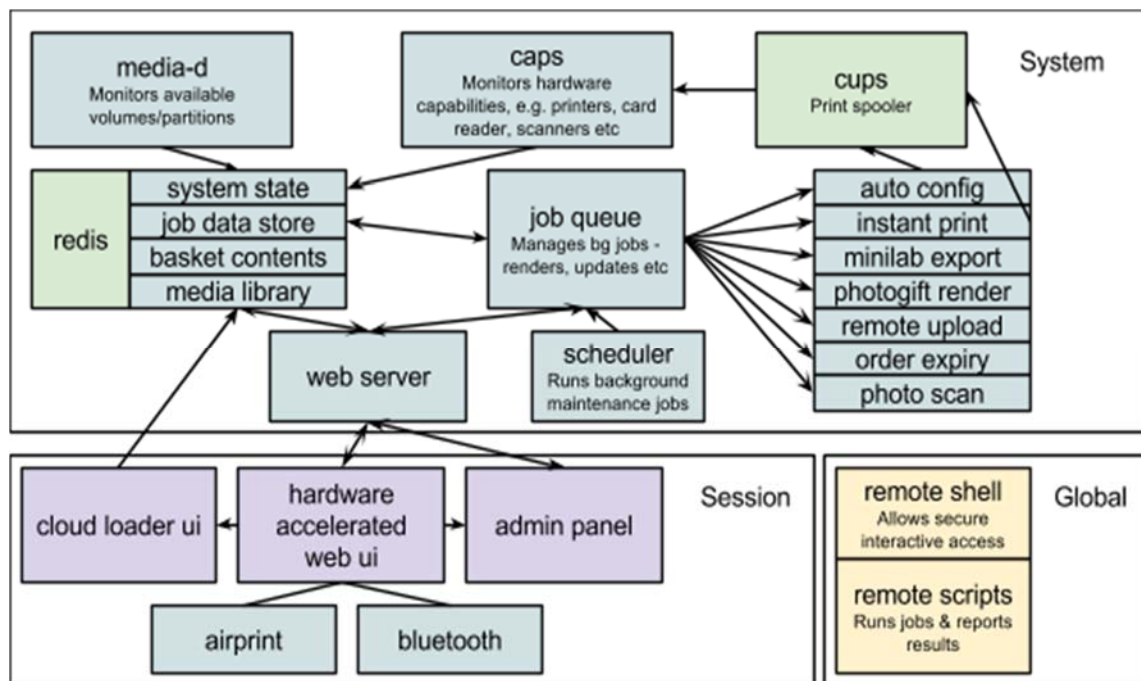 System
media-d
Monitors available
volumes/partitions
caps
Monitors hardware
capabilities, e.g. printers, card
reader, scanners etc
cups
Print spooler
redis
system state
job data store
basket contents
media library
job queue
Manages bg jobs -
renders, updates etc
auto config
instant print
minilab export
photogift render
remote upload
order expiry
photo scan
web server
scheduler
Runs background
maintenance jobs
Session
cloud loader ui
hardware
accelerated
web ui
admin panel
airprint
bluetooth
Global
remote shell
Allows secure
interactive access
remote scripts
Runs jobs & reports
results